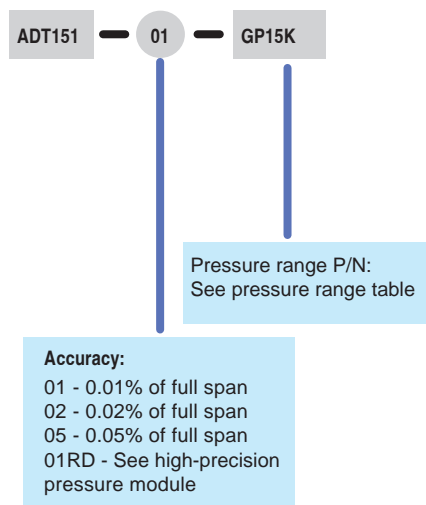 ADT151 01 GP15K
Pressure range P/N:
See pressure range table
Accuracy:
01 - 0.01% of full span
02 - 0.02% of full span
05 - 0.05% of full span
01RD - See high-precision
pressure module